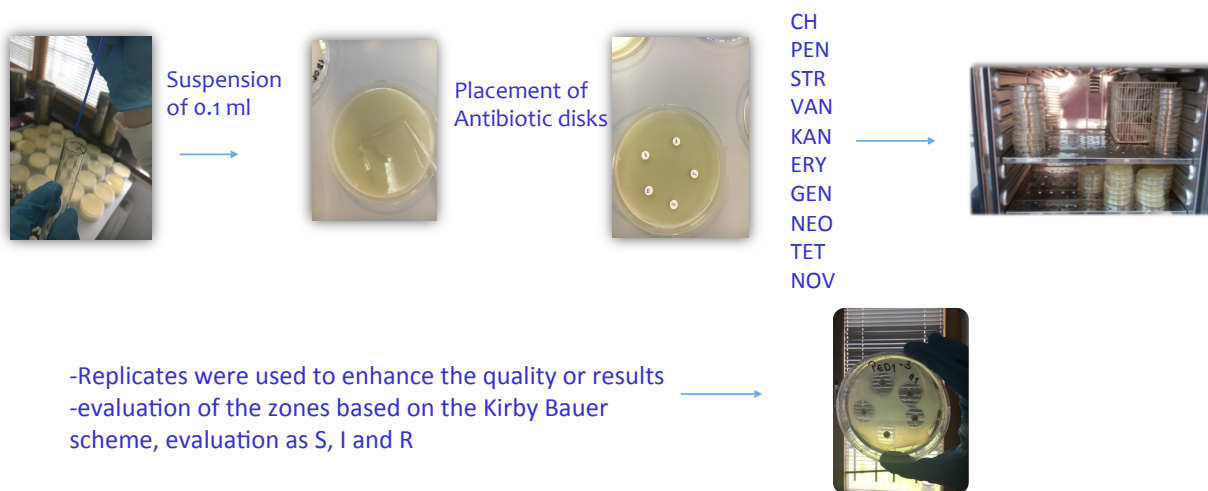 Suspension
of 0.1 ml
Placement of
Antibiotic disks
CH
PEN
STR
VAN
KAN
ERY
GEN
NEO
TET
NOV
-Replicates were used to enhance the quality or results
-evaluation of the zones based on the Kirby Bauer
scheme, evaluation as S, I and R